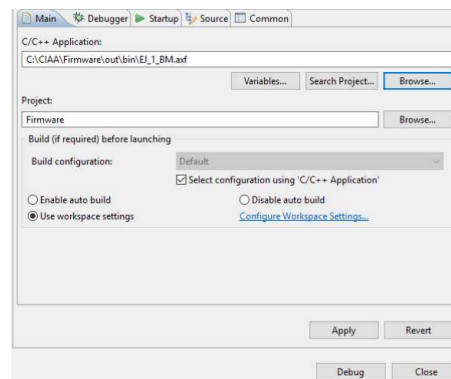 Main Debugger Startup Source Common
C/C++ Application:
C:\CIAA\Firmware\out\bin\EJ_1_BM.axf
Variables... Search Project... Browse...
Project:
Firmware Browse...
Build (if required) before launching
Build configuration: Default
Select configuration using 'C/C++ Application'
Enable auto build Disable auto build
Use workspace settings Configure Workspace Settings...
Apply Revert
Debug Close